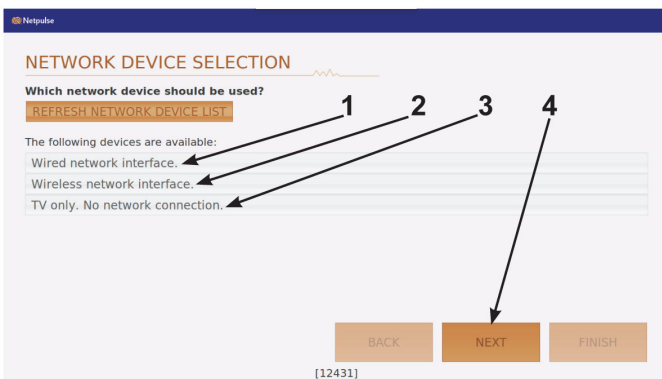 Netpulse
NETWORK DEVICE SELECTION
Which network device should be used?
REFRESH NETWORK DEVICE LIST
1 2 3 4
The following devices are available:
Wired network interface.
Wireless network interface.
TV only. No network connection.
BACK NEXT FINISH
[12431]